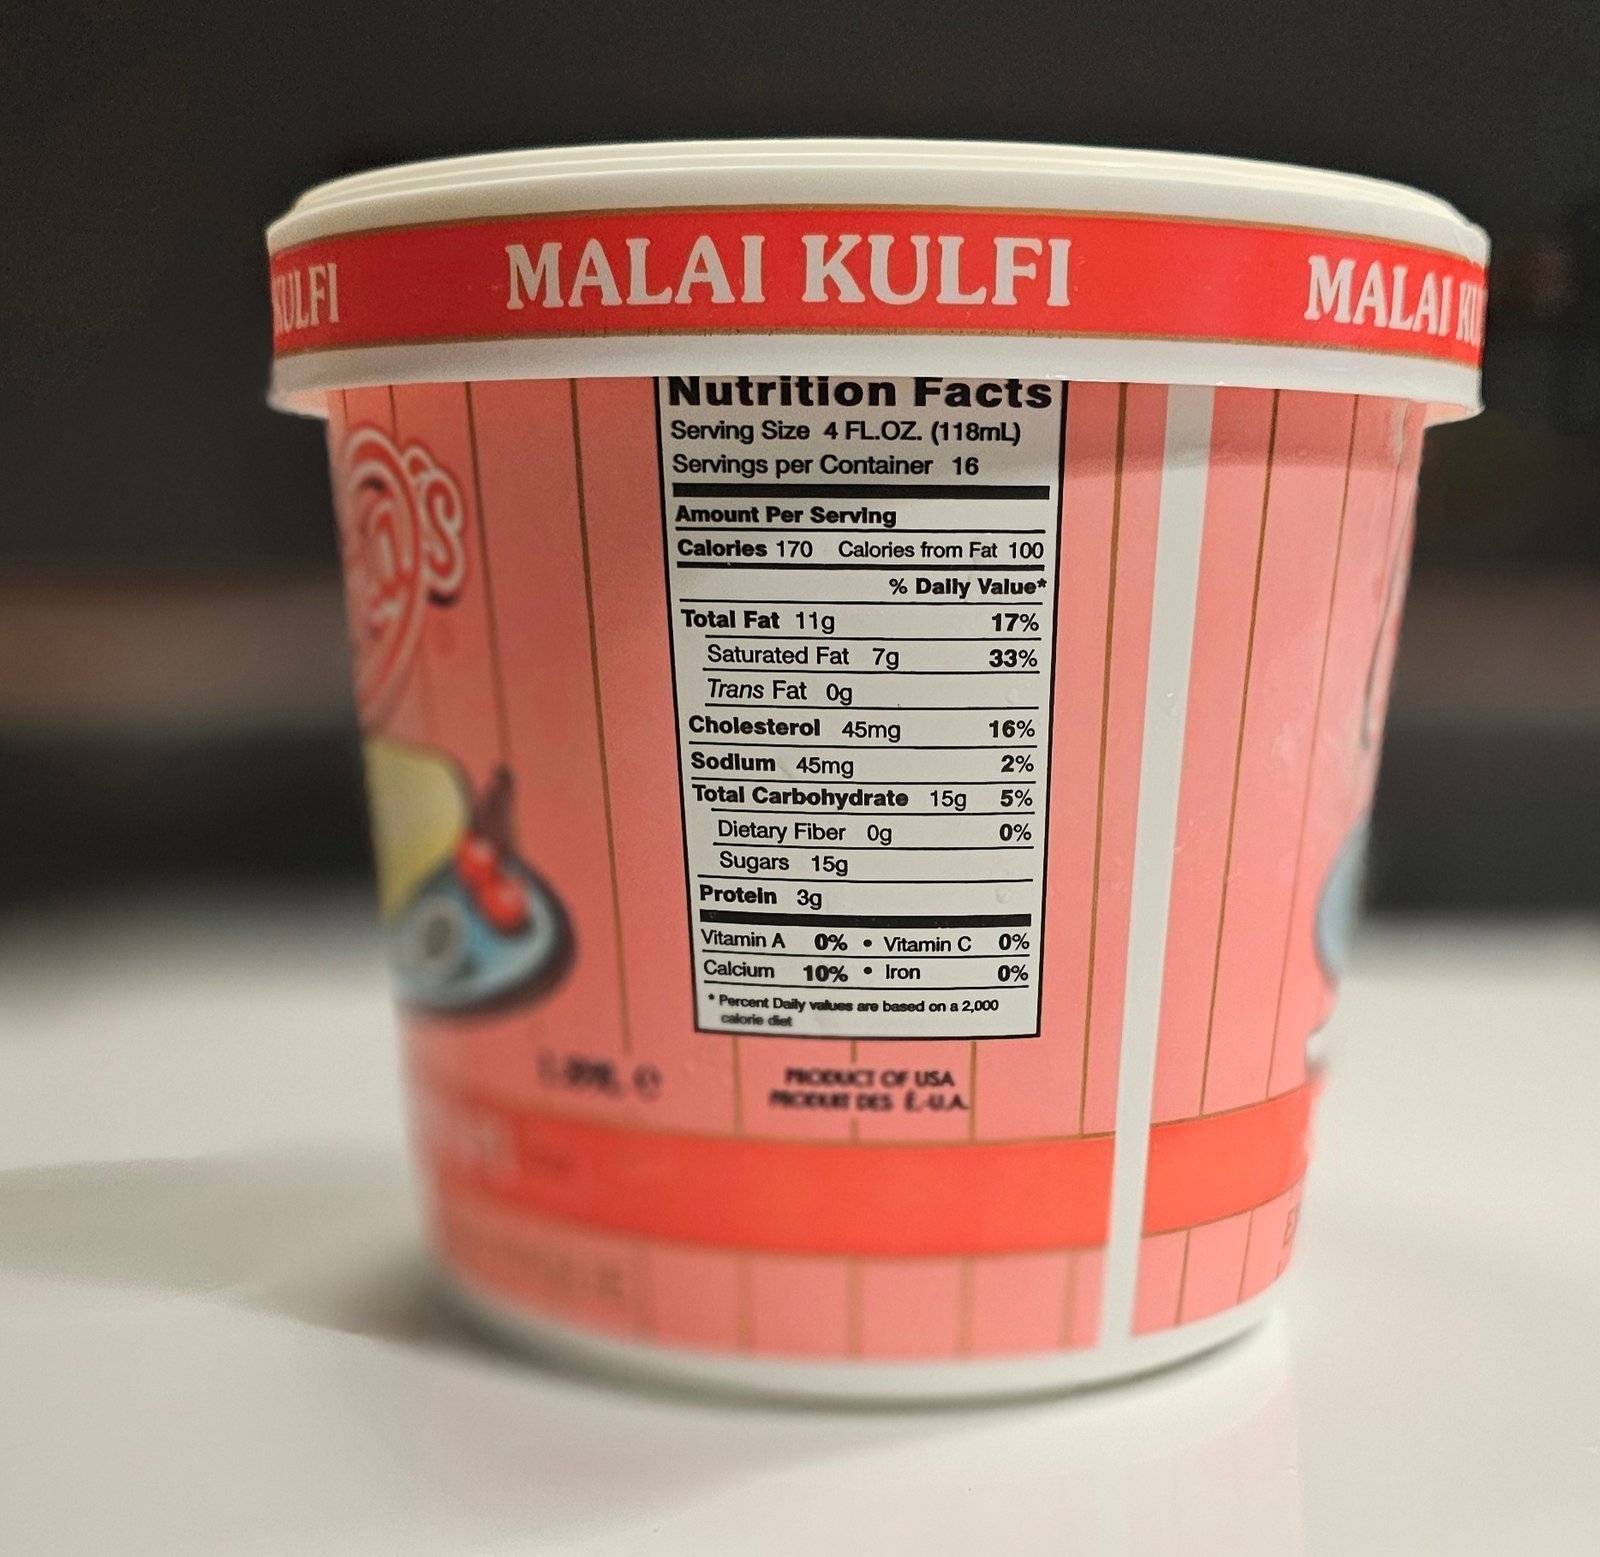 KULFI
MALAI KULFI
MALAI KU
Nutrition Facts
Serving Size 4 FL.OZ. (118mL)
Servings per Container 16
Amount Per Serving
Calories 170 Calories from Fat 100
% Daily Value*
Total Fat 11g 17%
Saturated Fat 7g 33%
Trans Fat 0g
Cholesterol 45mg 16%
Sodium 45mg 2%
Total Carbohydrate 15g 5%
Dietary Fiber 0g 0%
Sugars 15g
Protein 3g
Vitamin A 0% • Vitamin C 0%
Calcium 10% • Iron 0%
* Percent Daily values are based on a 2,000
calorie diet
PRODUCT OF USA
PRODUIT DES É.-U.A.